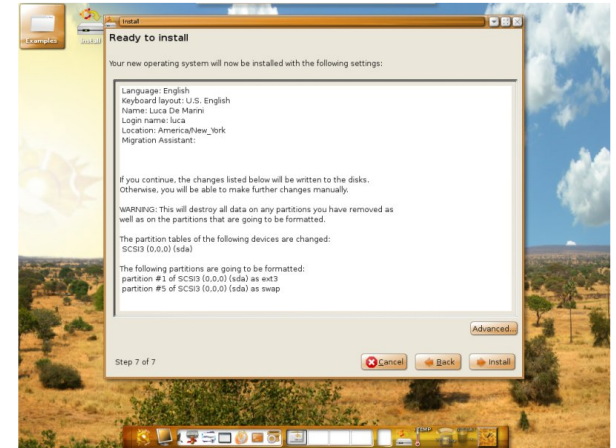 Examples
Install
Install
Ready to install
Your new operating system will now be installed with the following settings:
Language: English
Keyboard layout: U.S. English
Name: Luca De Marini
Login name: luca
Location: America/New_York
Migration Assistant:
If you continue, the changes listed below will be written to the disks.
Otherwise, you will be able to make further changes manually.
WARNING: This will destroy all data on any partitions you have removed as
well as on the partitions that are going to be formatted.
The partition tables of the following devices are changed:
SCSI3 (0,0,0) (sda)
The following partitions are going to be formatted:
partition #1 of SCSI3 (0,0,0) (sda) as ext3
partition #5 of SCSI3 (0,0,0) (sda) as swap
Advanced...
Step 7 of 7
Cancel
Back
Install